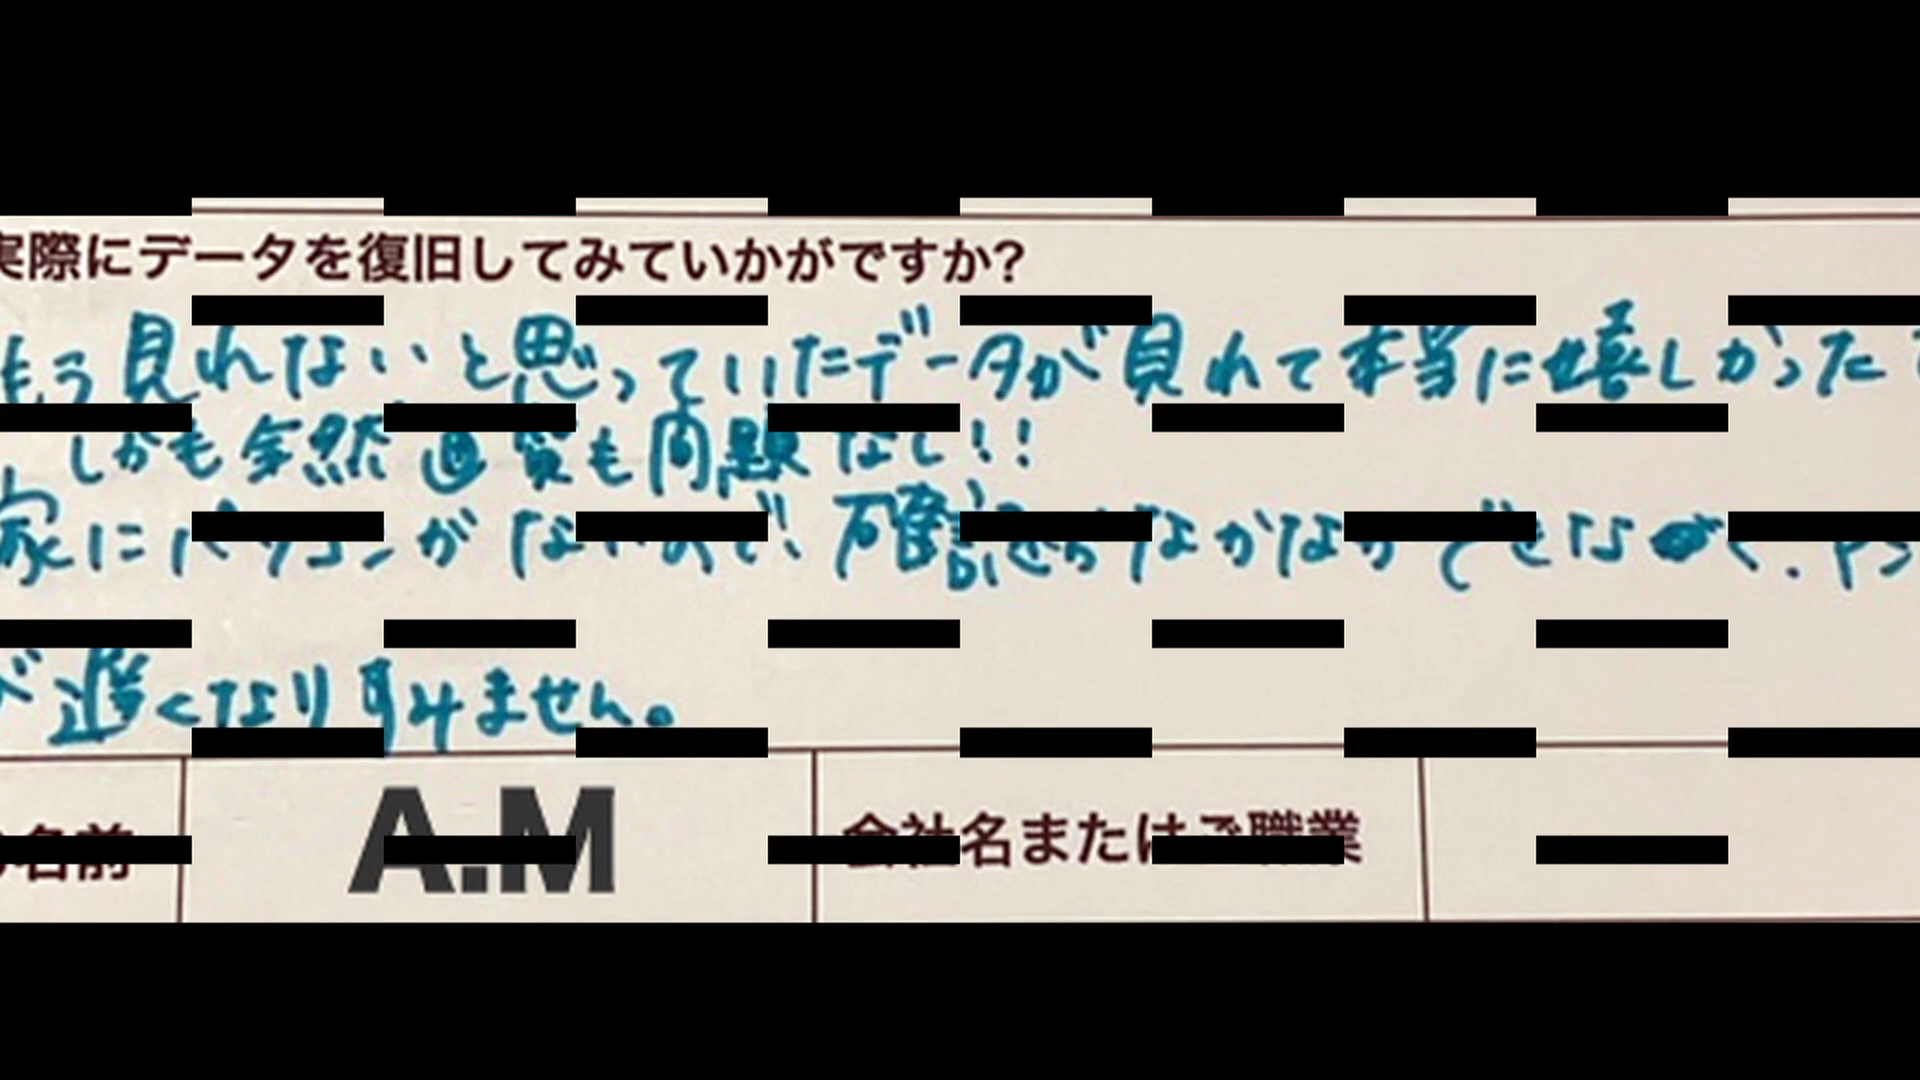 実際にデータを復旧してみていかがですか?
もう見れないと思っていたデータが見れて本当に嬉しかった
しかも全然画質も問題なし!!
家にパソコンがないので! 確認がなかなかできなく.
が遅くなりすみません。
名前 A.M 会社名またはご職業